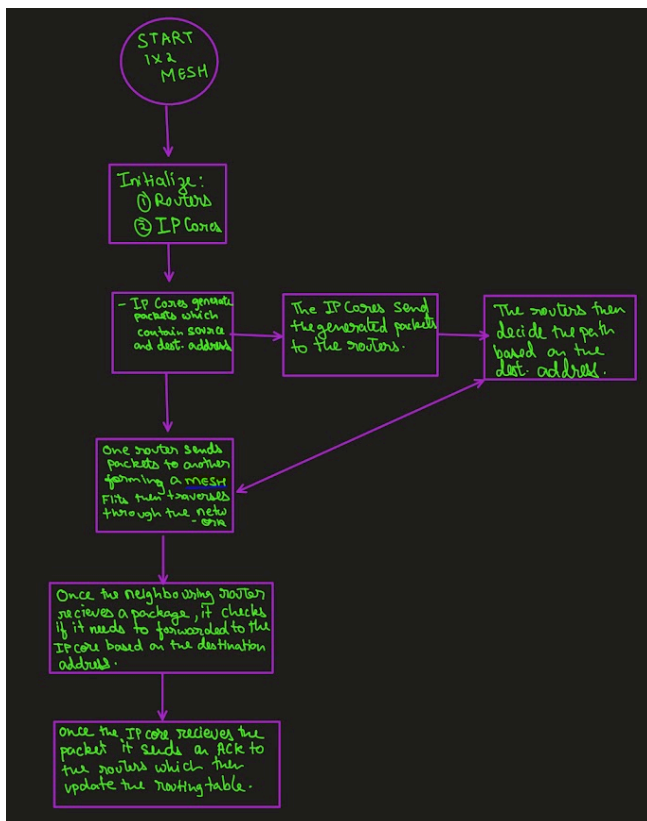 START
1x2
MESH
Initialize:
① Routers
② IP Cores
- IP Cores generate
packets which
contain source
and dest. address
The IP Cores send
the generated packets
to the routers.
The routers then
decide the path
based on the
dest. address.
One router sends
packets to another
forming a MESH
Flits then traverses
through the netw
- ork
Once the neighbouring router
recieves a package, it checks
if it needs to forwarded to the
IP core based on the destination
address.
Once the IP core recieves the
packet it sends an ACK to
the routers which then
update the routing table.